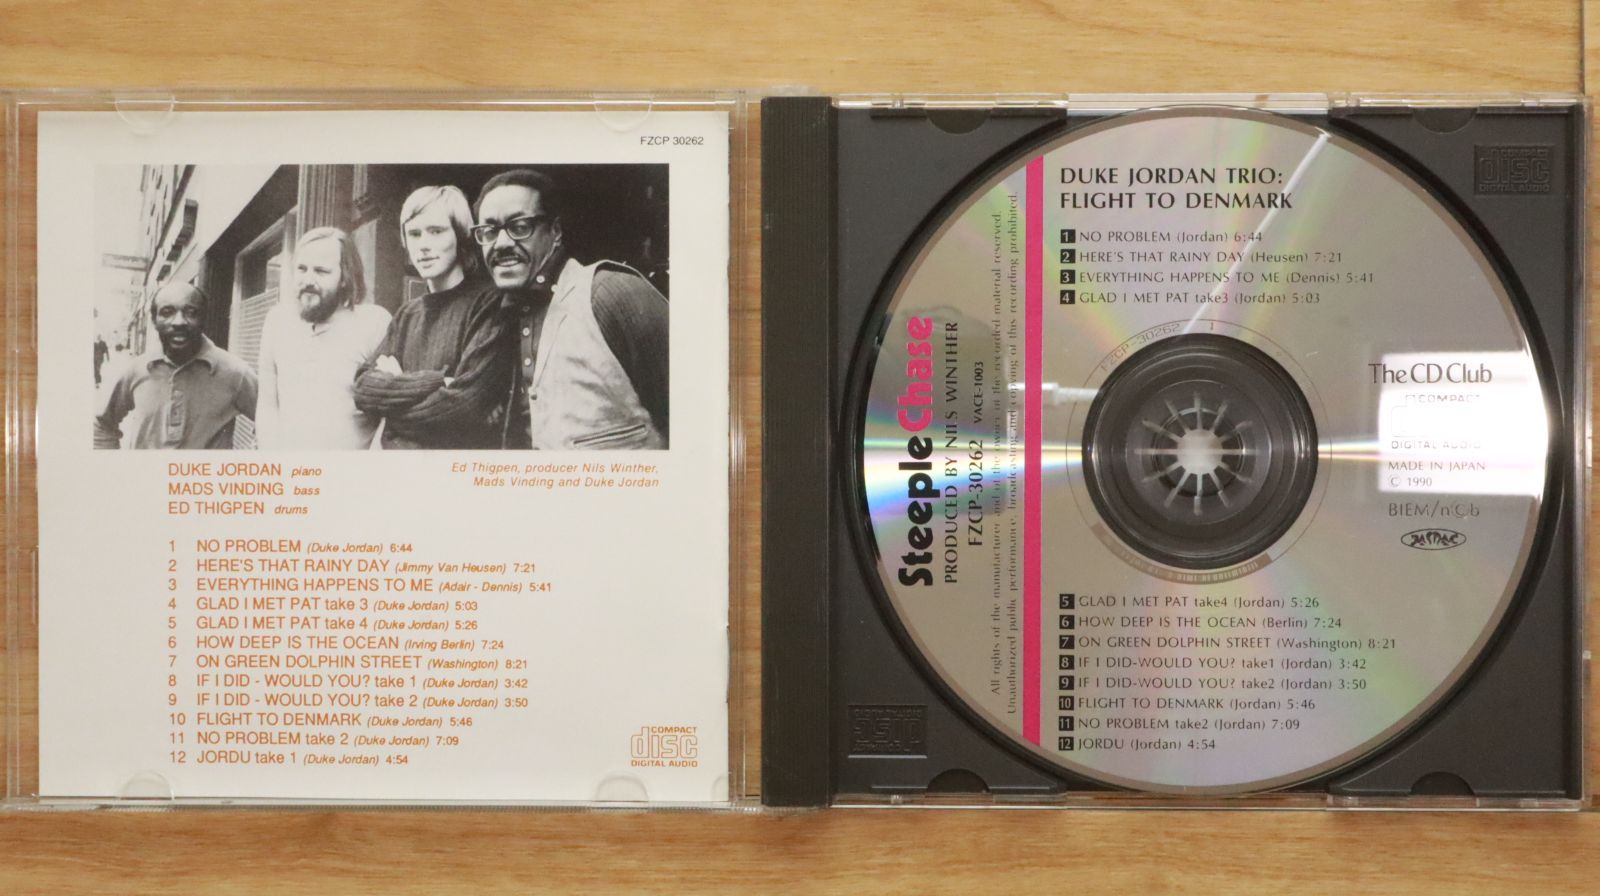 FZCP 30262
DUKE JORDAN piano
MADS VINDING bass
ED THIGPEN drums
Ed Thigpen, producer Nils Winther,
Mads Vinding and Duke Jordan
1 NO PROBLEM (Duke Jordan) 6:44
2 HERE'S THAT RAINY DAY (Jimmy Van Heusen) 7:21
3 EVERYTHING HAPPENS TO ME (Adair - Dennis) 5:41
4 GLAD I MET PAT take 3 (Duke Jordan) 5:03
5 GLAD I MET PAT take 4 (Duke Jordan) 5:26
6 HOW DEEP IS THE OCEAN (Irving Berlin) 7:24
7 ON GREEN DOLPHIN STREET (Washington) 8:21
8 IF I DID - WOULD YOU? take 1 (Duke Jordan) 3:42
9 IF I DID - WOULD YOU? take 2 (Duke Jordan) 3:50
10 FLIGHT TO DENMARK (Duke Jordan) 5:46
11 NO PROBLEM take 2 (Duke Jordan) 7:09
12 JORDU take 1 (Duke Jordan) 4:54
COMPACT
disc
DIGITAL AUDIO
DUKE JORDAN TRIO:
FLIGHT TO DENMARK
1 NO PROBLEM (Jordan) 6:44
2 HERE'S THAT RAINY DAY (Heusen) 7:21
3 EVERYTHING HAPPENS TO ME (Dennis) 5:41
4 GLAD I MET PAT take3 (Jordan) 5:03
SteepleChase
PRODUCED BY NILS WINTHER
FZCP-30262 VACE-1003
All rights of the manufacturer and of the owner of the recorded material reserved.
Unauthorized public performance, broadcasting and copying of this recording prohibited.
FZCP-30262 1
The CD Club
COMPACT
DIGITAL AUDIO
MADE IN JAPAN
© 1990
BIEM/n©b
JASRAC
5 GLAD I MET PAT take4 (Jordan) 5:26
6 HOW DEEP IS THE OCEAN (Berlin) 7:24
7 ON GREEN DOLPHIN STREET (Washington) 8:21
8 IF I DID-WOULD YOU? take1 (Jordan) 3:42
9 IF I DID-WOULD YOU? take2 (Jordan) 3:50
10 FLIGHT TO DENMARK (Jordan) 5:46
11 NO PROBLEM take2 (Jordan) 7:09
12 JORDU (Jordan) 4:54
COMPACT
disc
DIGITAL AUDIO